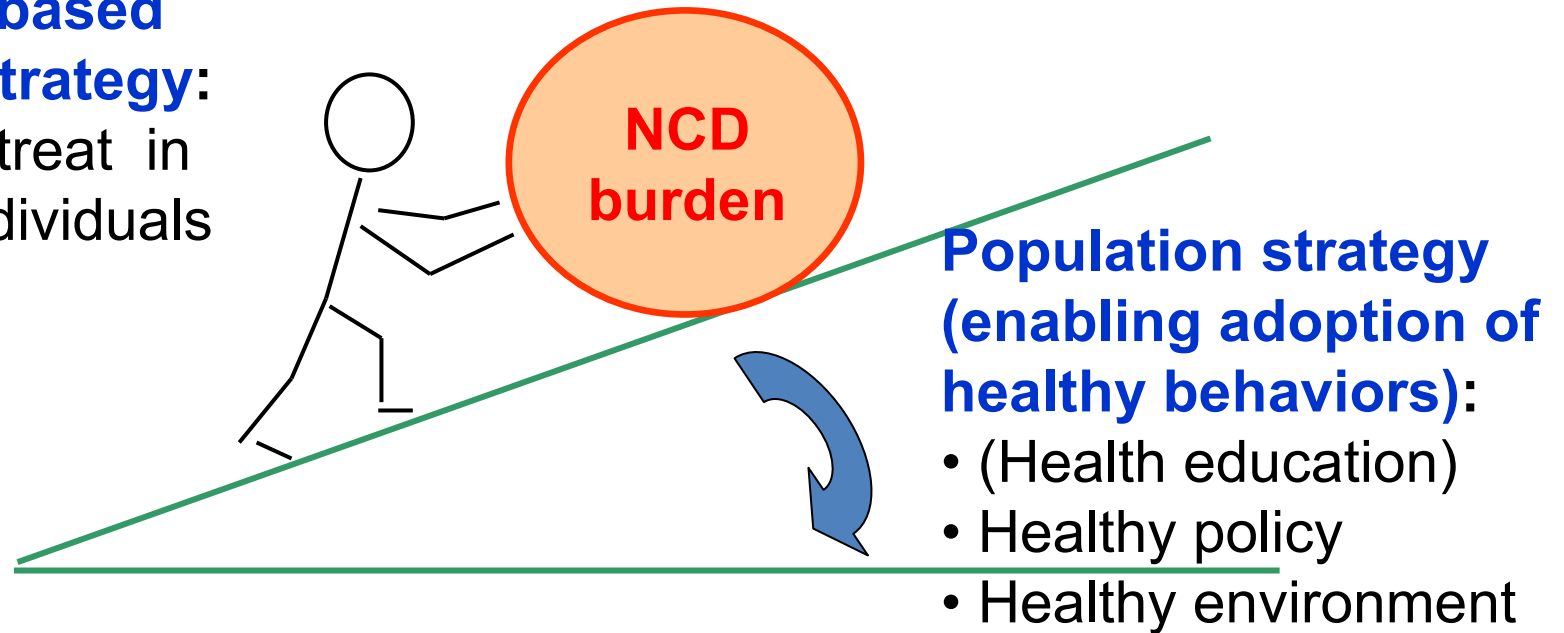 based
trategy:
treat in
dividuals
NCD
burden
Population strategy
(enabling adoption of
healthy behaviors):
• (Health education)
• Healthy policy
• Healthy environment